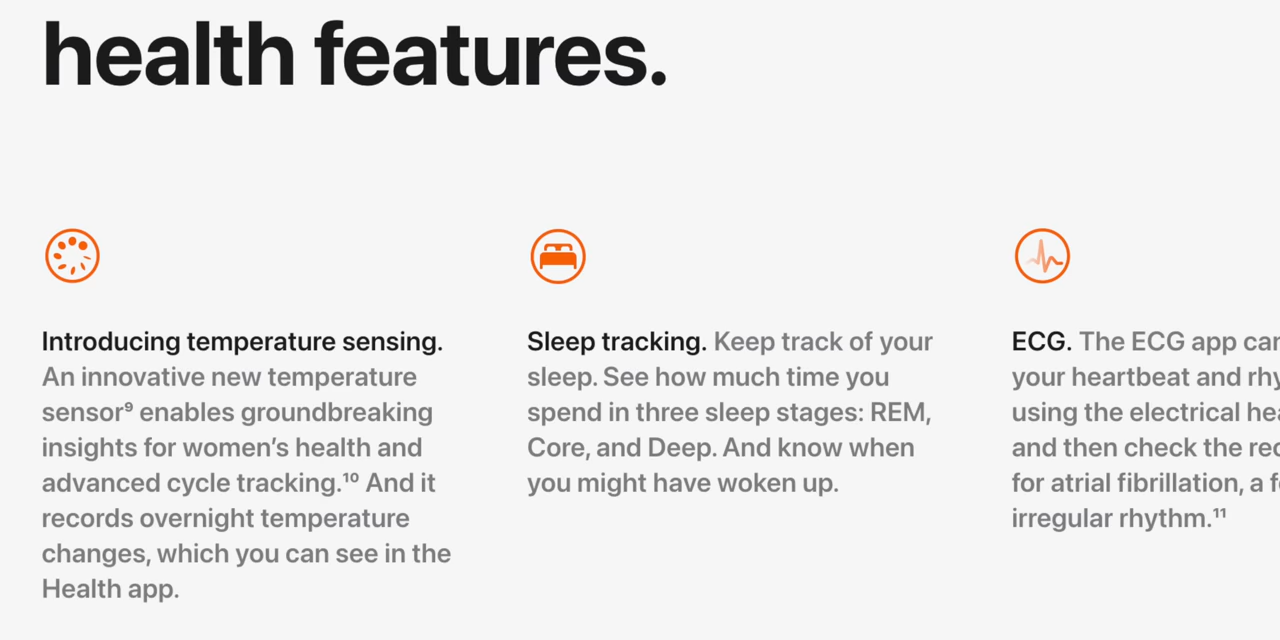 health features.
Introducing temperature sensing.
An innovative new temperature
sensor⁹ enables groundbreaking
insights for women’s health and
advanced cycle tracking.¹⁰ And it
records overnight temperature
changes, which you can see in the
Health app.
Sleep tracking. Keep track of your
sleep. See how much time you
spend in three sleep stages: REM,
Core, and Deep. And know when
you might have woken up.
ECG. The ECG app
your heartbeat and
using the electrical
and then check the
for atrial fibrillation, a
irregular rhythm.¹¹